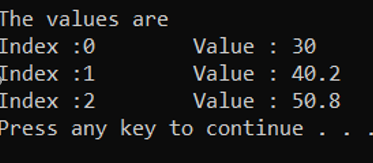 The values are
Index :0        Value : 30
Index :1        Value : 40.2
Index :2        Value : 50.8
Press any key to continue . . .